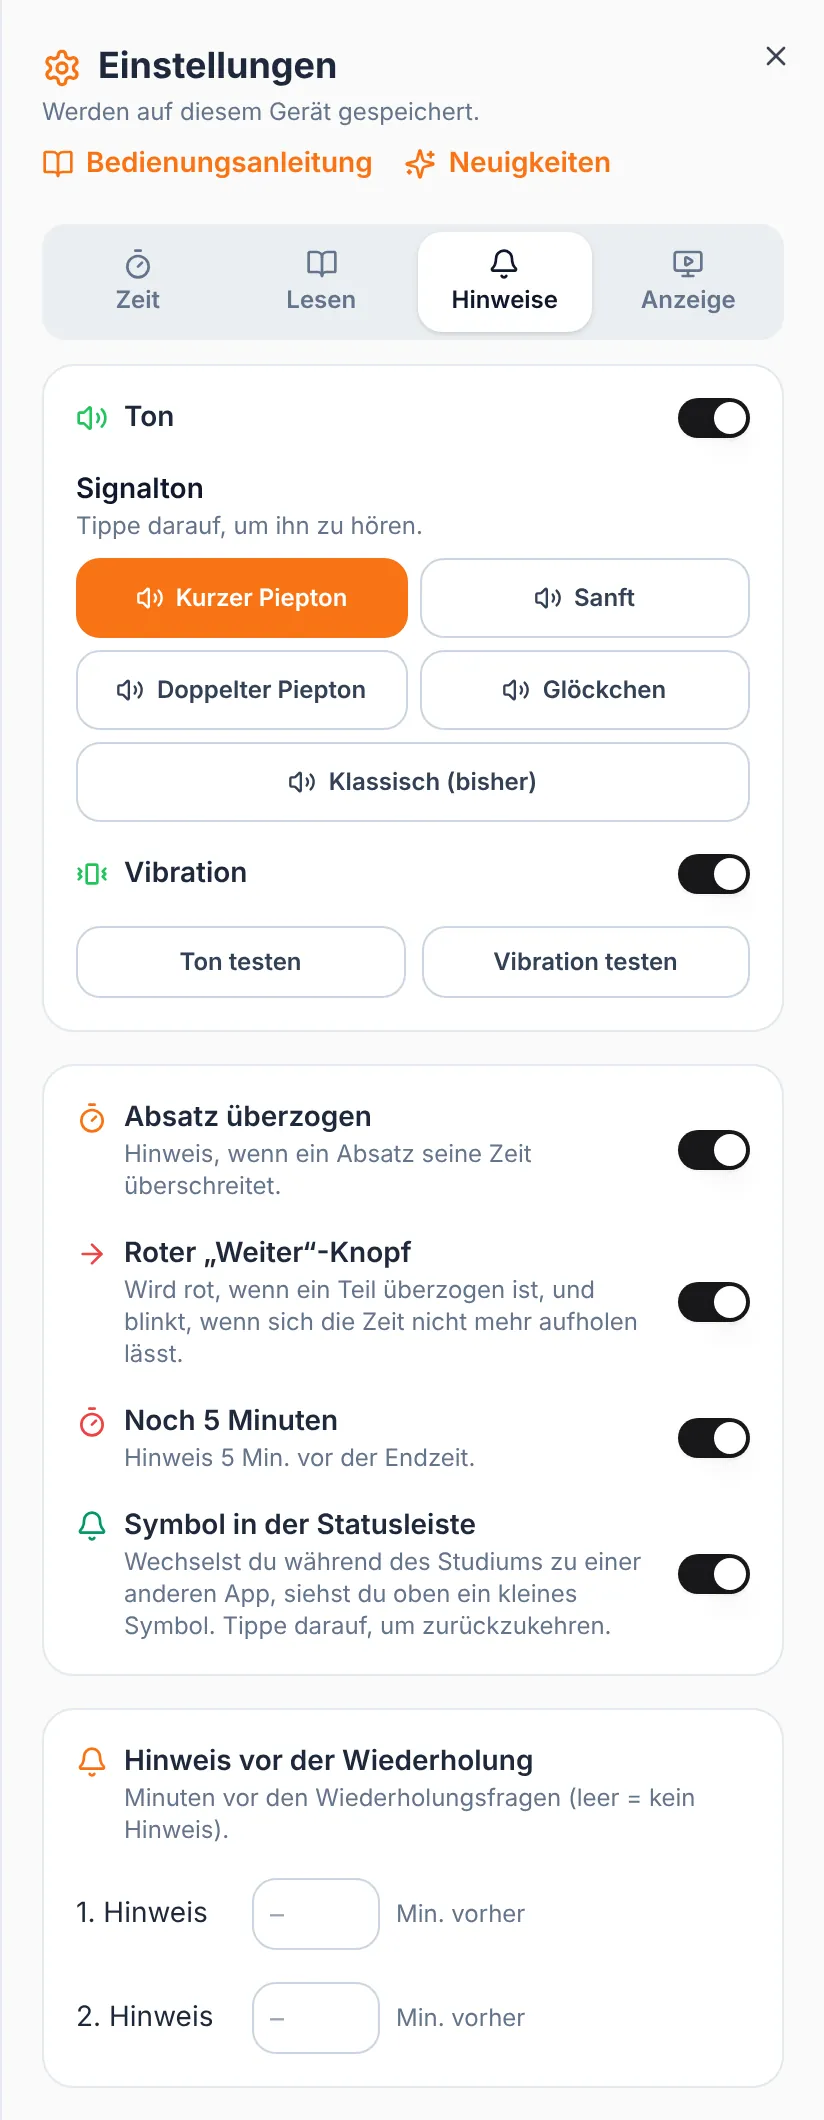 Einstellungen
Werden auf diesem Gerät gespeichert.
Bedienungsanleitung Neuigkeiten
Zeit Lesen Hinweise Anzeige
Ton
Signalton
Tippe darauf, um ihn zu hören.
Kurzer Piepton Sanft
Doppelter Piepton Glöckchen
Klassisch (bisher)
Vibration
Ton testen Vibration testen
Absatz überzogen
Hinweis, wenn ein Absatz seine Zeit
überschreitet.
Roter „Weiter“-Knopf
Wird rot, wenn ein Teil überzogen ist, und
blinkt, wenn sich die Zeit nicht mehr aufholen
lässt.
Noch 5 Minuten
Hinweis 5 Min. vor der Endzeit.
Symbol in der Statusleiste
Wechselst du während des Studiums zu einer
anderen App, siehst du oben ein kleines
Symbol. Tippe darauf, um zurückzukehren.
Hinweis vor der Wiederholung
Minuten vor den Wiederholungsfragen (leer = kein
Hinweis).
1. Hinweis – Min. vorher
2. Hinweis – Min. vorher